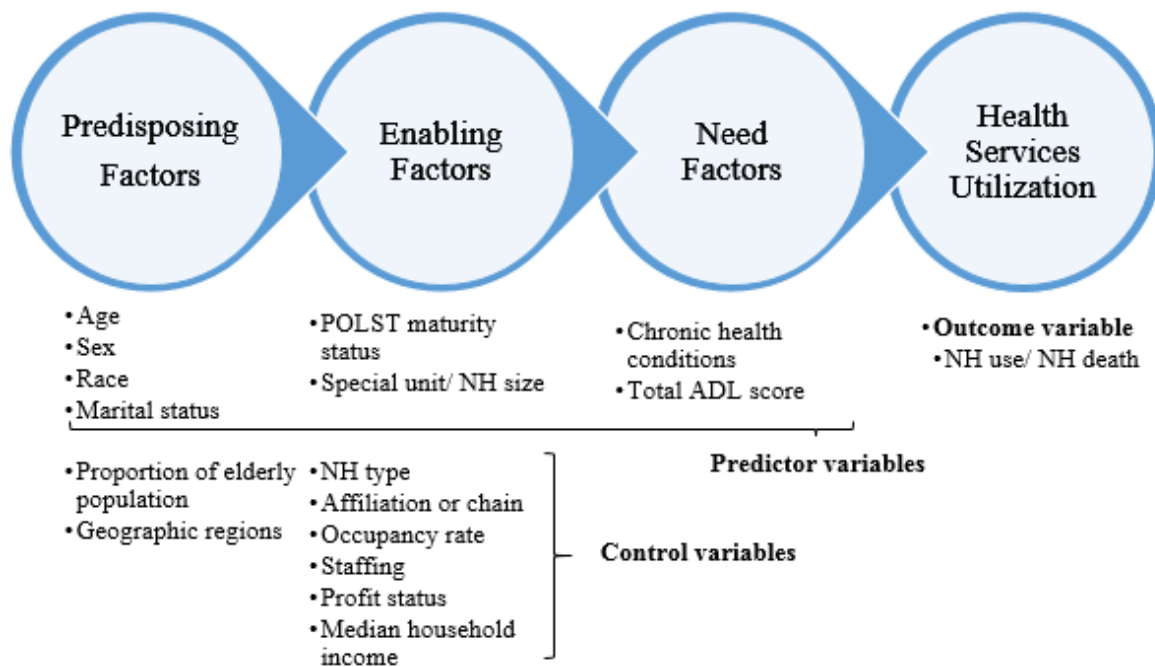 Predisposing
Factors
Enabling
Factors
Need
Factors
Health
Services
Utilization
•Age
•Sex
•Race
•Marital status
•POLST maturity
status
•Special unit/ NH size
•Chronic health
conditions
•Total ADL score
•Outcome variable
•NH use/ NH death
Predictor variables
•Proportion of elderly
population
•Geographic regions
•NH type
•Affiliation or chain
•Occupancy rate
•Staffing
•Profit status
•Median household
income
Control variables